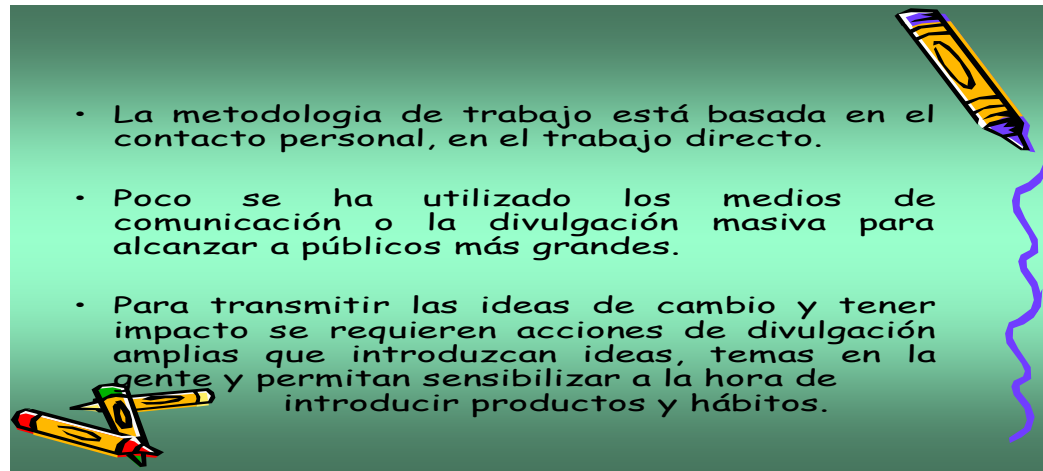 • La metodologia de trabajo está basada en el
contacto personal, en el trabajo directo.
• Poco se ha utilizado los medios de
comunicación o la divulgación masiva para
alcanzar a públicos más grandes.
• Para transmitir las ideas de cambio y tener
impacto se requieren acciones de divulgación
amplias que introduzcan ideas, temas en la
gente y permitan sensibilizar a la hora de
introducir productos y hábitos.